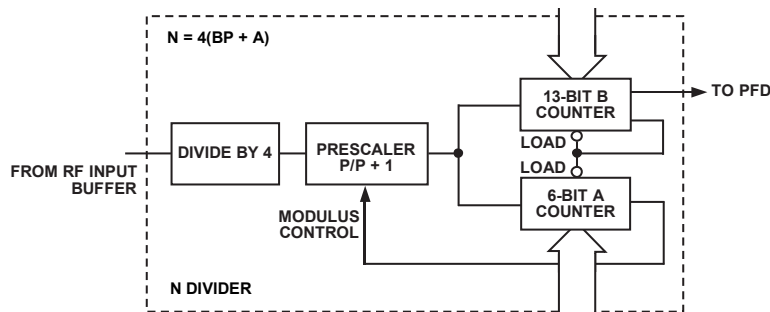 N = 4(BP + A)
13-BIT B
COUNTER
TO PFD
LOAD
LOAD
DIVIDE BY 4
PRESCALER
P/P + 1
FROM RF INPUT
BUFFER
6-BIT A
COUNTER
MODULUS
CONTROL
N DIVIDER